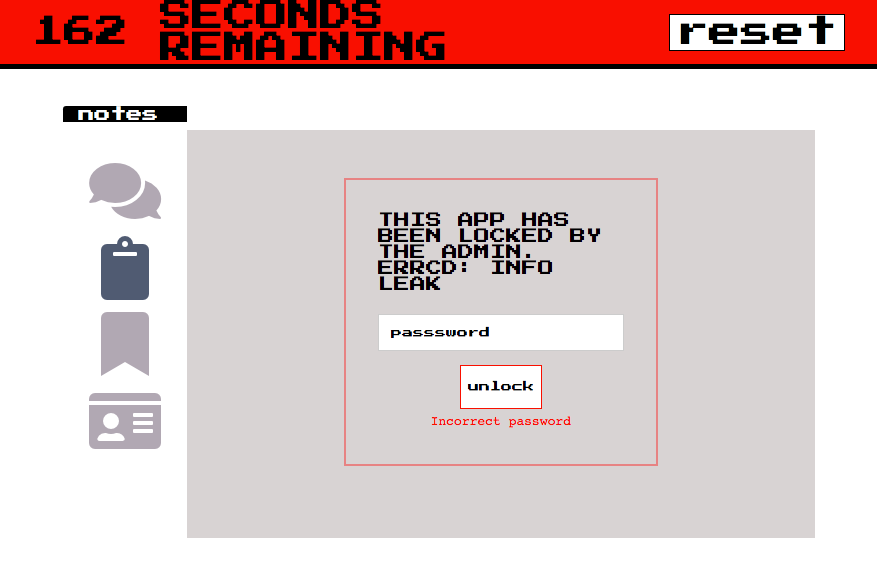 162
SECONDS
REMAINING
reset
notes
THIS APP HAS
BEEN LOCKED BY
THE ADMIN.
ERRCD: INFO
LEAK
passsword
unlock
Incorrect password